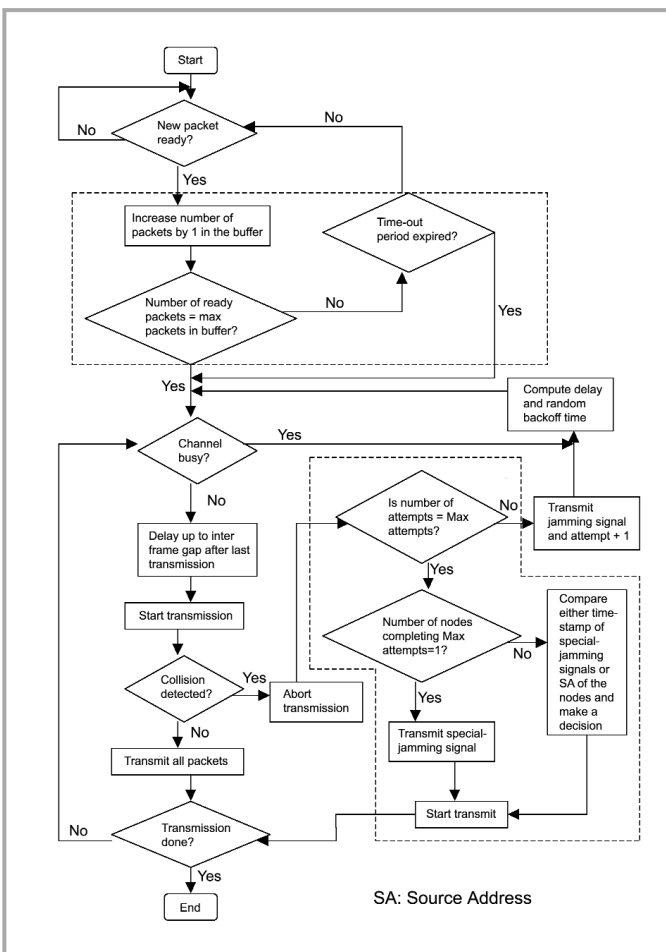 Start
New packet
ready?
No
No
Yes
Increase number of
packets by 1 in the buffer
Time-out
period expired?
Number of ready
packets = max
packets in buffer?
No
Yes
Yes
Compute delay
and random
backoff time
Channel
busy?
Yes
No
Is number of
attempts = Max
attempts?
No
Transmit
jamming signal
and attempt + 1
Delay up to inter
frame gap after last
transmission
Yes
Start transmission
Number of nodes
completing Max
attempts=1?
No
Compare
either time-
stamp of
special-
jamming
signals or
SA of the
nodes and
make a
decision
Collision
detected?
Yes
Abort
transmission
Yes
No
Transmit special-
jamming signal
Transmit all packets
Start transmit
No
Transmission
done?
Yes
End
SA: Source Address